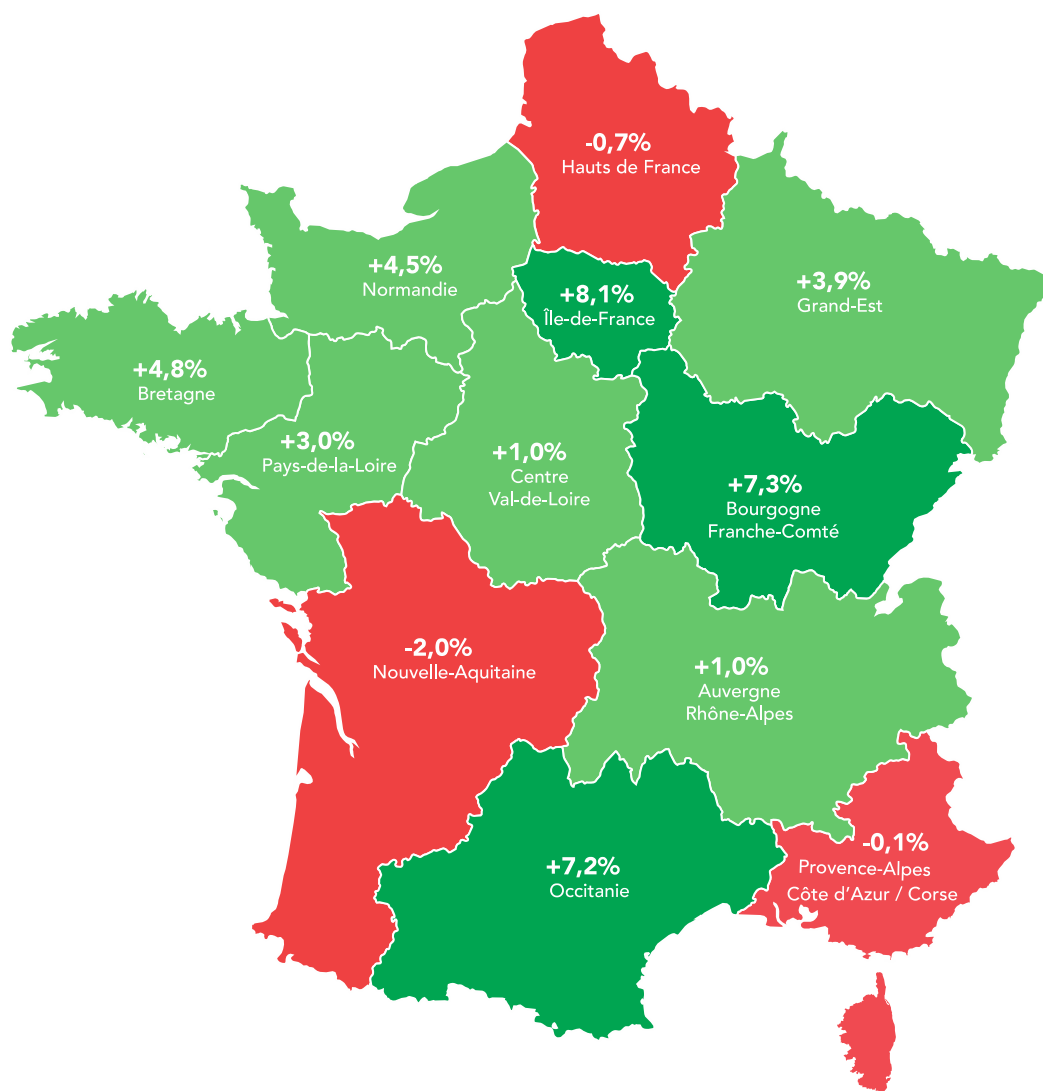 -0,7%
Hauts de France
+4,5%
Normandie
+8,1%
Île-de-France
+3,9%
Grand-Est
+4,8%
Bretagne
+3,0%
Pays-de-la-Loire
+1,0%
Centre
Val-de-Loire
+7,3%
Bourgogne
Franche-Comté
-2,0%
Nouvelle-Aquitaine
+1,0%
Auvergne
Rhône-Alpes
+7,2%
Occitanie
-0,1%
Provence-Alpes
Côte d'Azur / Corse